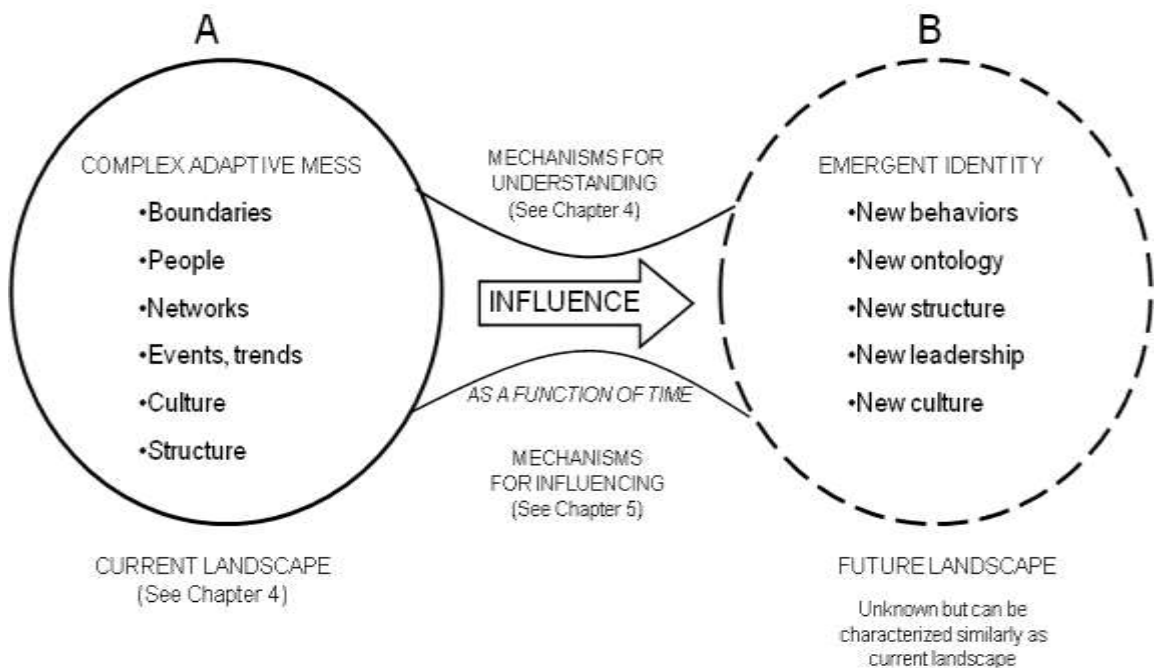 A
COMPLEX ADAPTIVE MESS
•Boundaries
•People
•Networks
•Events, trends
•Culture
•Structure
CURRENT LANDSCAPE
(See Chapter 4)
MECHANISMS FOR
UNDERSTANDING
(See Chapter 4)
INFLUENCE
AS A FUNCTION OF TIME
MECHANISMS
FOR INFLUENCING
(See Chapter 5)
B
EMERGENT IDENTITY
•New behaviors
•New ontology
•New structure
•New leadership
•New culture
FUTURE LANDSCAPE
Unknown but can be
characterized similarly as
current landscape